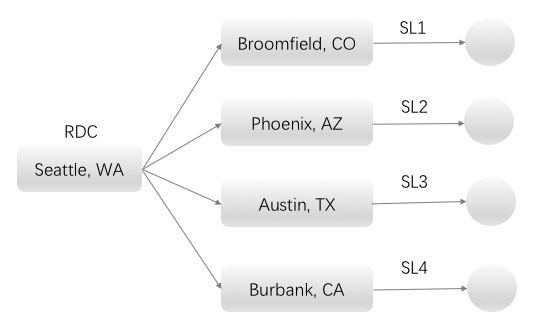 RDC
Seattle, WA
Broomfield, CO
SL1
Phoenix, AZ
SL2
Austin, TX
SL3
Burbank, CA
SL4